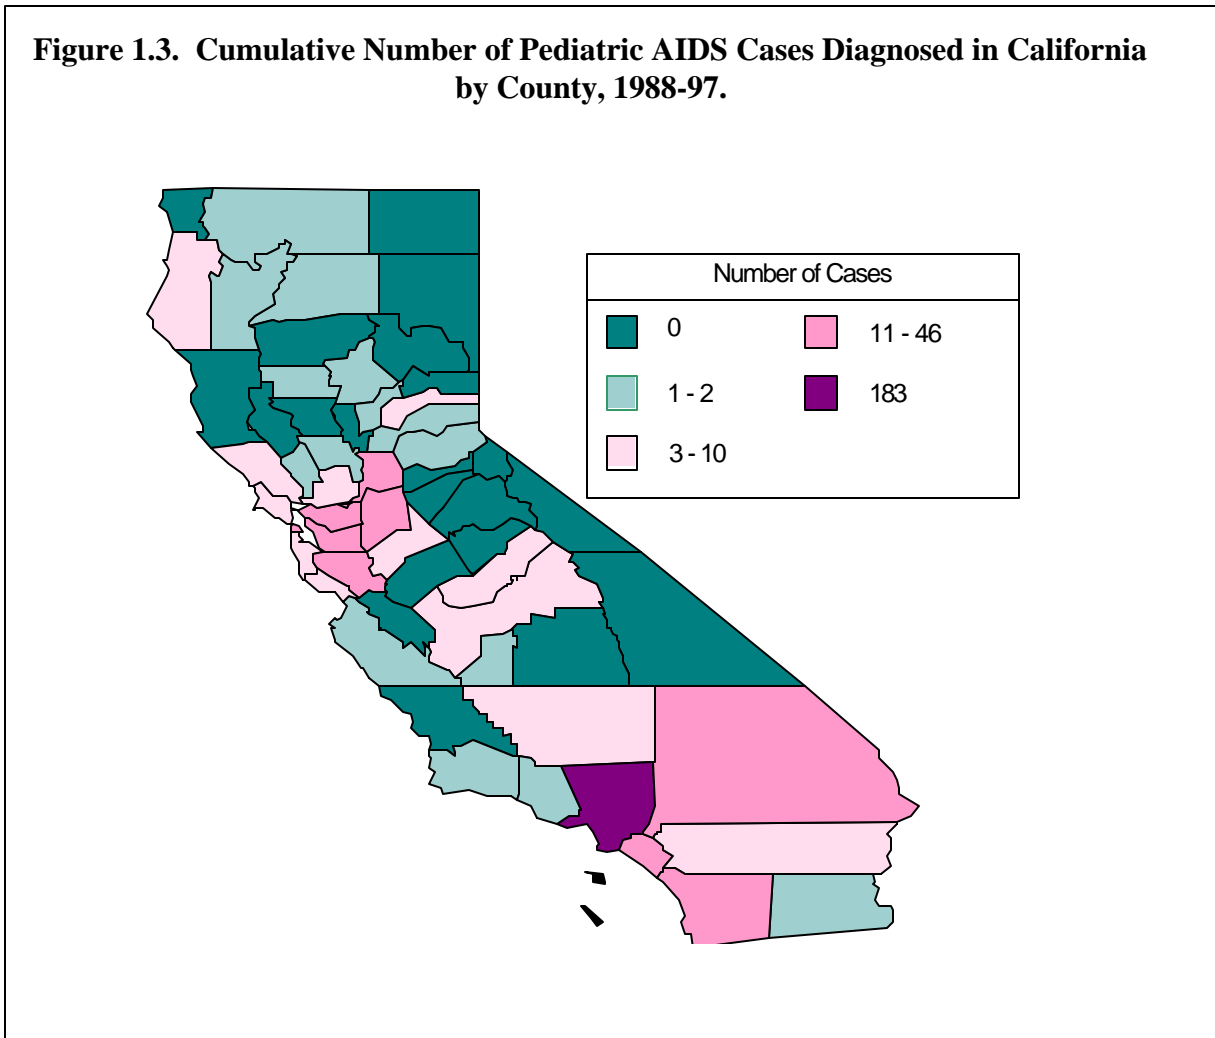 Figure 1.3. Cumulative Number of Pediatric AIDS Cases Diagnosed in California
by County, 1988-97.
Number of Cases
0
11 - 46
1 - 2
183
3 - 10